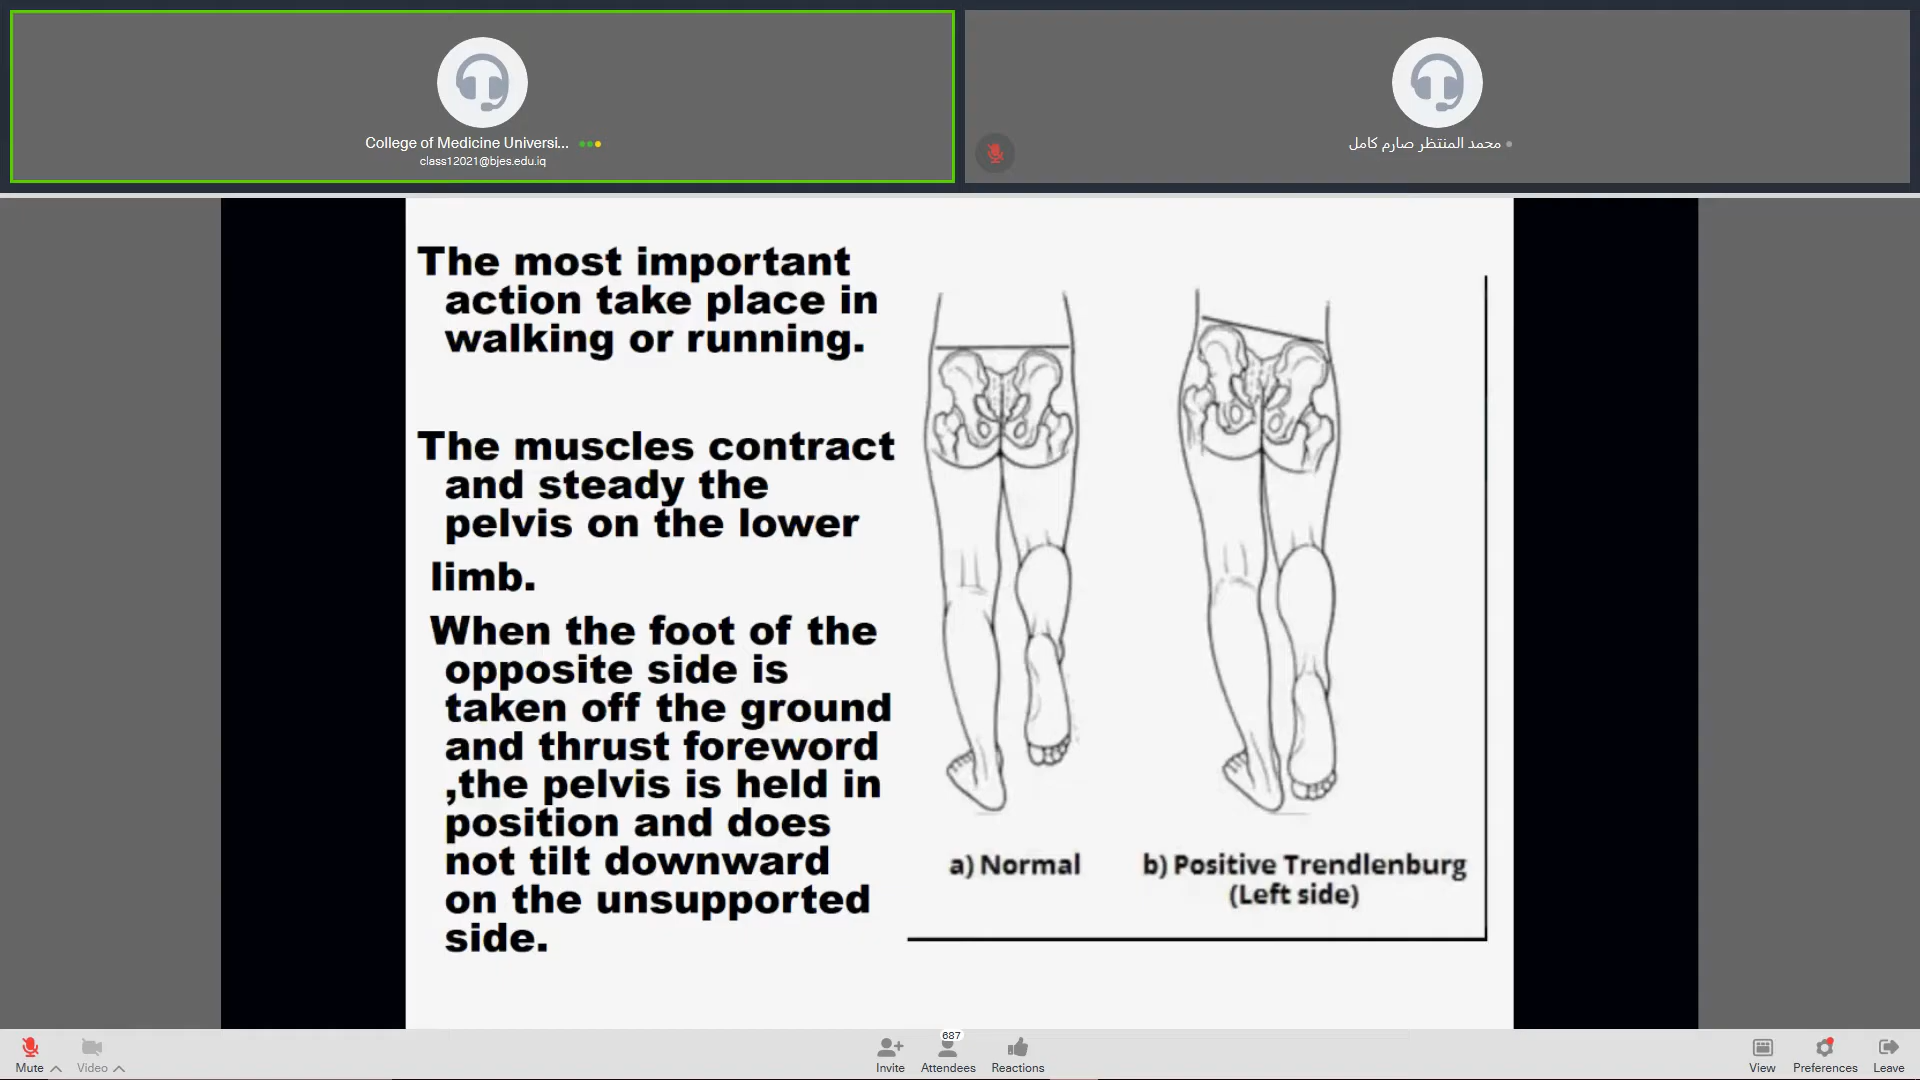 College of Medicine Universi...
class12021@bjes.edu.iq
محمد المنتظر صارم كامل
The most important
action take place in
walking or running.
The muscles contract
and steady the
pelvis on the lower
limb.
When the foot of the
opposite side is
taken off the ground
and thrust foreword
,the pelvis is held in
position and does
not tilt downward
on the unsupported
side.
a) Normal
b) Positive Trendlenburg
(Left side)
Mute
Video
Invite
687
Attendees
Reactions
View
Preferences
Leave